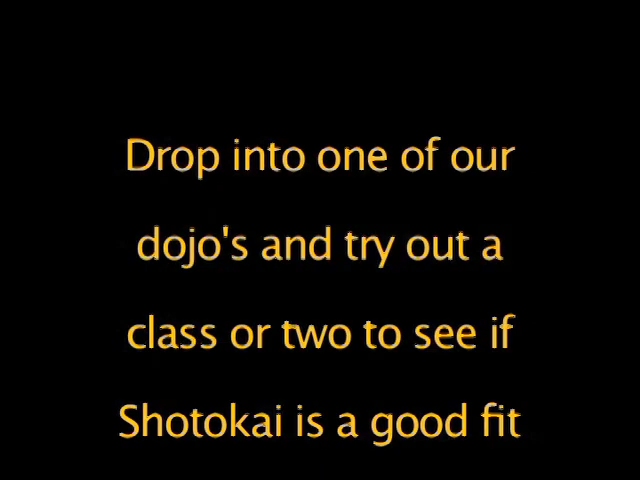 Drop into one of our
dojo's and try out a
class or two to see if
Shotokai is a good fit